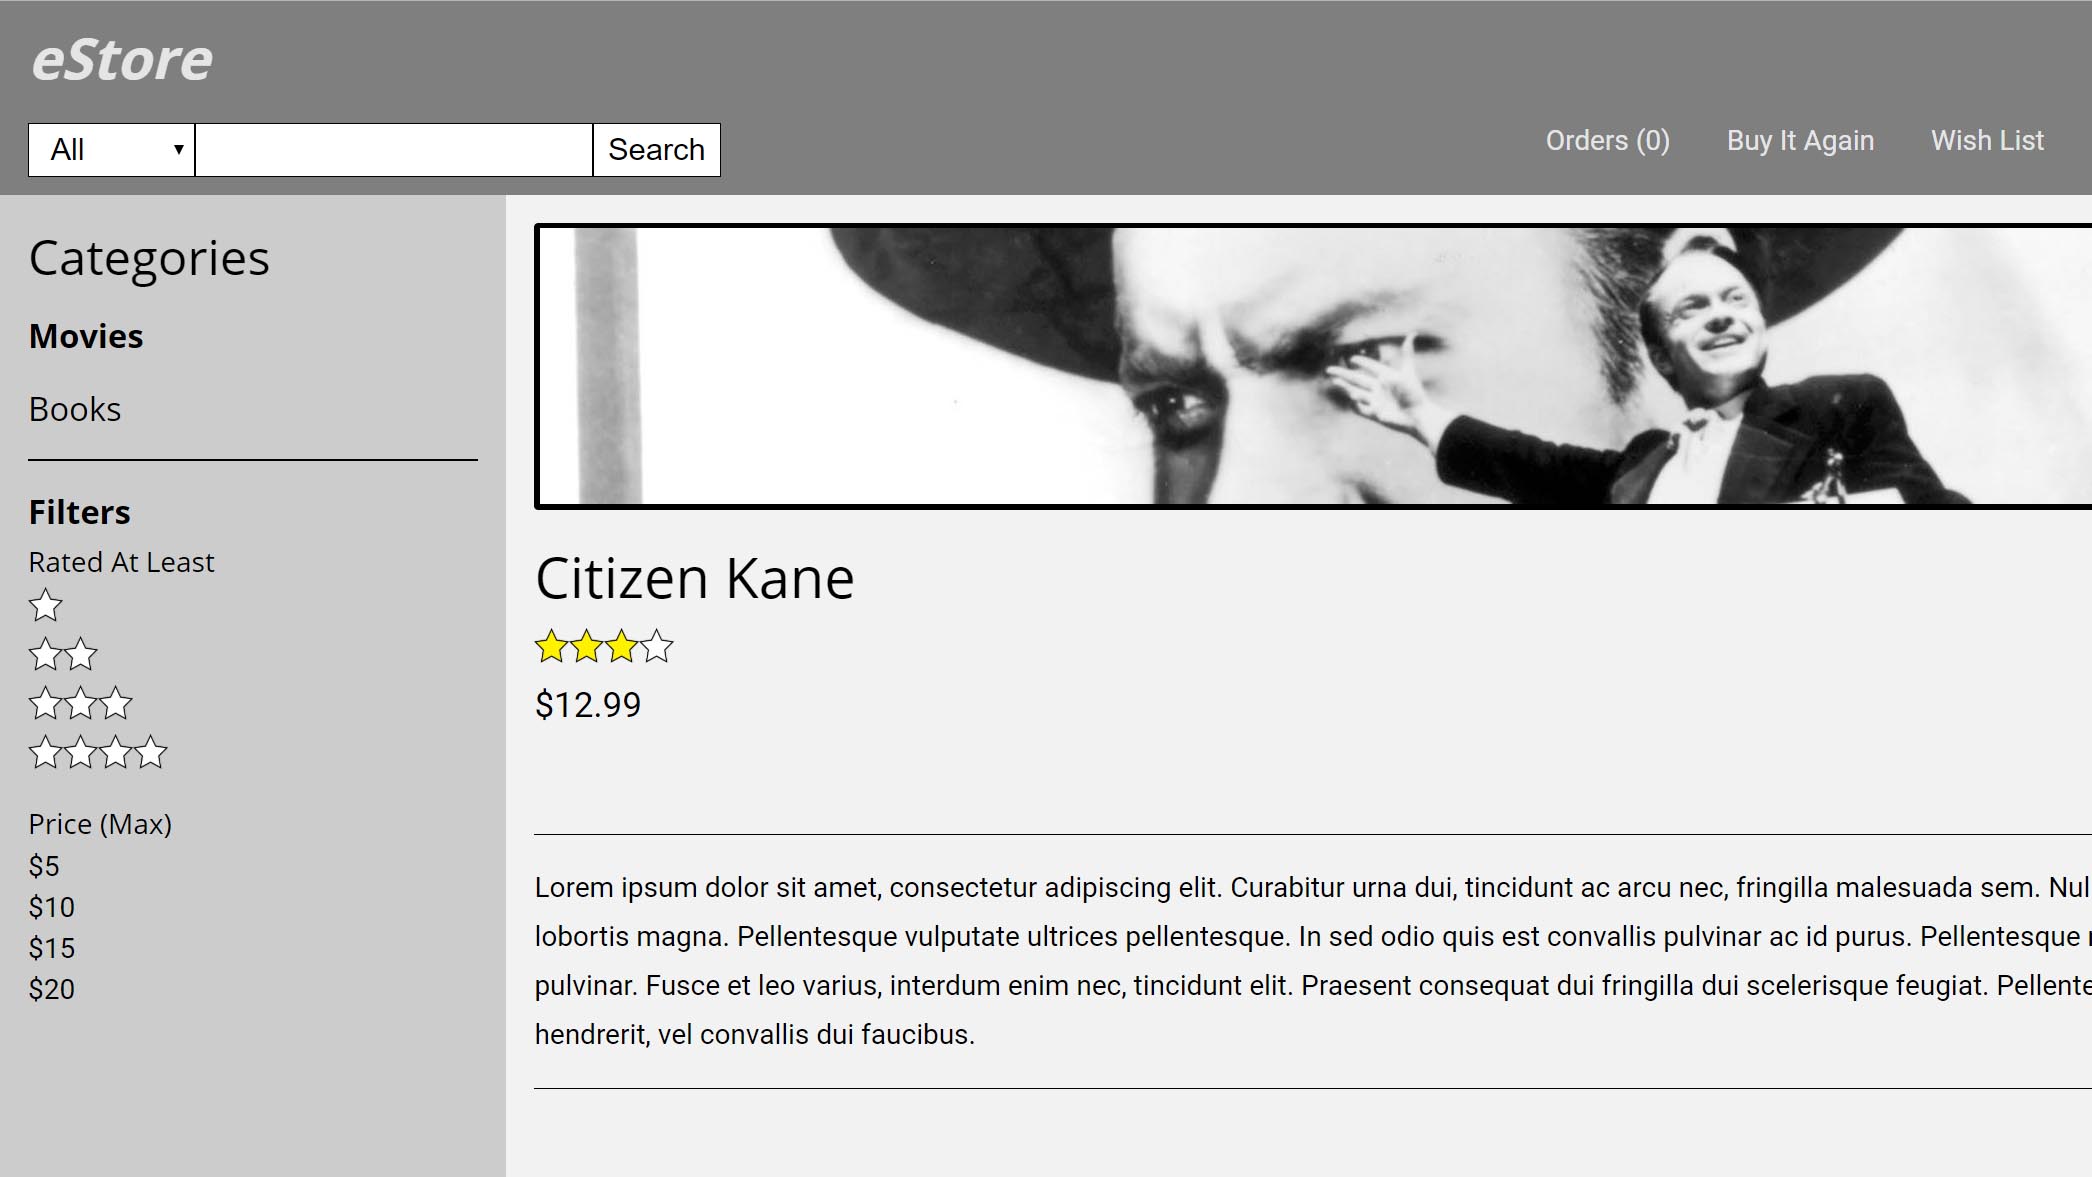 eStore
All
Search
Orders (0)
Buy It Again
Wish List
Categories
Movies
Books
Filters
Rated At Least
Price (Max)
$5
$10
$15
$20
Citizen Kane
$12.99
Lorem ipsum dolor sit amet, consectetur adipiscing elit. Curabitur urna dui, tincidunt ac arcu nec, fringilla malesuada sem. Nul
lobortis magna. Pellentesque vulputate ultrices pellentesque. In sed odio quis est convallis pulvinar ac id purus. Pellentesque
pulvinar. Fusce et leo varius, interdum enim nec, tincidunt elit. Praesent consequat dui fringilla dui scelerisque feugiat. Pellente
hendrerit, vel convallis dui faucibus.